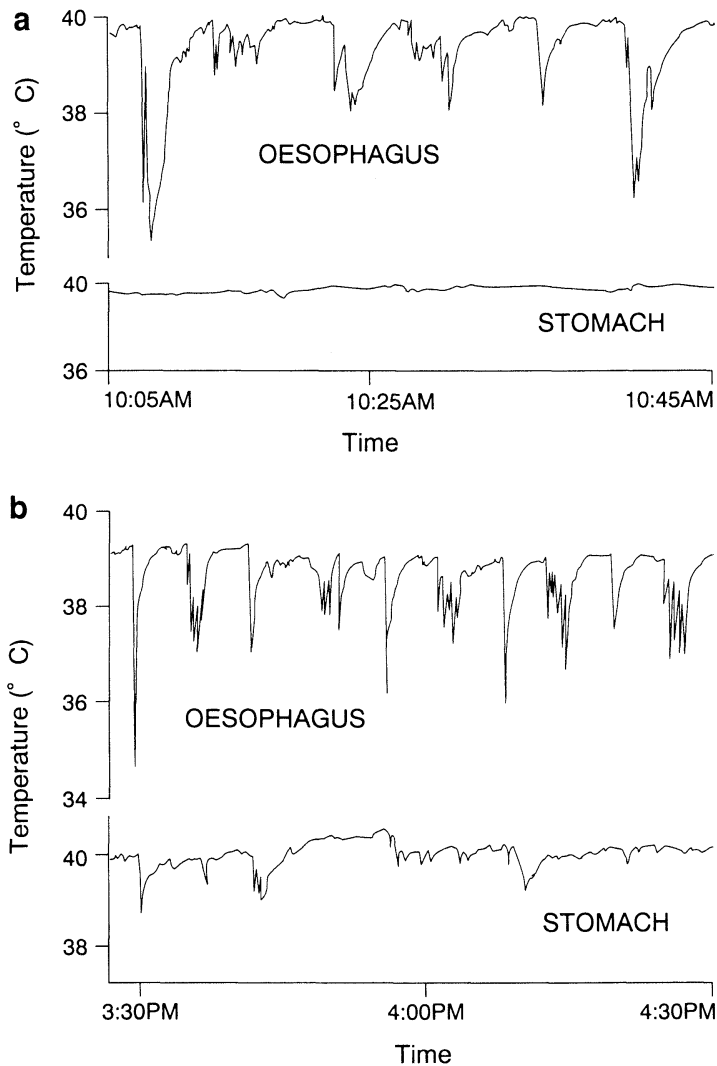 a
40
38
36
Temperature (° C)
OESOPHAGUS
40
36
STOMACH
10:05AM 10:25AM 10:45AM
Time
b
40
38
36
34
Temperature (° C)
OESOPHAGUS
40
38
STOMACH
3:30PM 4:00PM 4:30PM
Time